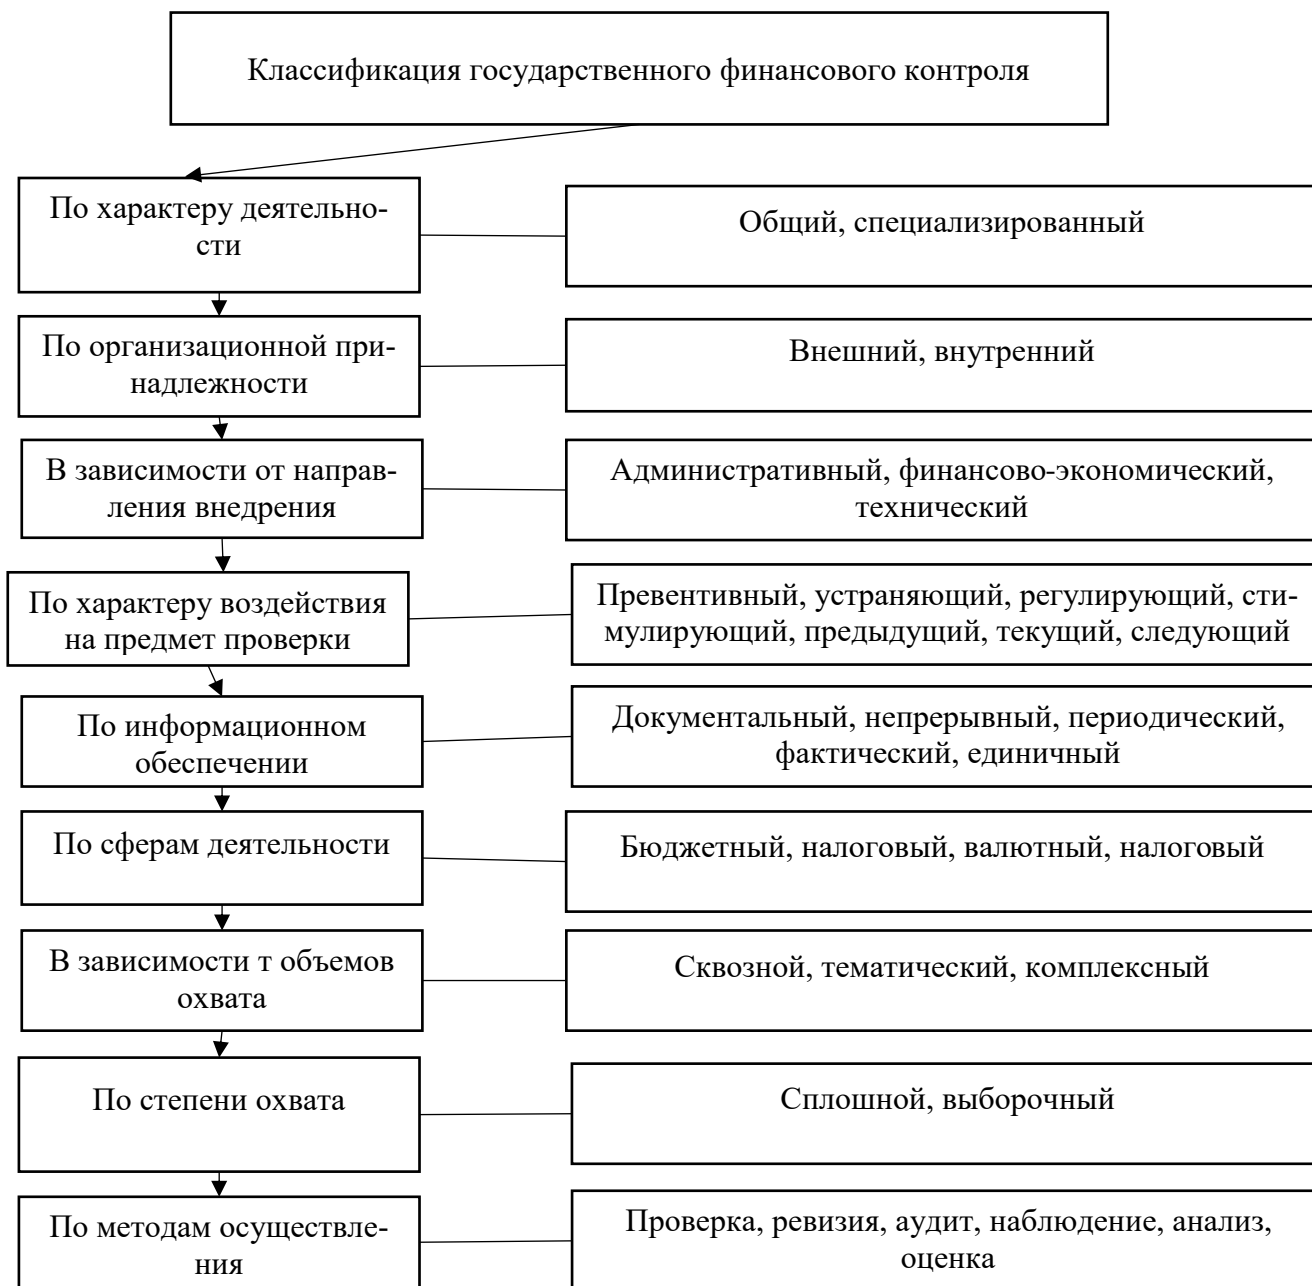 Классификация государственного финансового контроля
По характеру деятельно-
сти
Общий, специализированный
По организационной при-
надлежности
Внешний, внутренний
В зависимости от направ-
ления внедрения
Административный, финансово-экономический,
технический
По характеру воздействия
на предмет проверки
Превентивный, устраняющий, регулирующий, сти-
мулирующий, предыдущий, текущий, следующий
По информационном
обеспечении
Документальный, непрерывный, периодический,
фактический, единичный
По сферам деятельности
Бюджетный, налоговый, валютный, налоговый
В зависимости т объемов
охвата
Сквозной, тематический, комплексный
По степени охвата
Сплошной, выборочный
По методам осуществле-
ния
Проверка, ревизия, аудит, наблюдение, анализ,
оценка